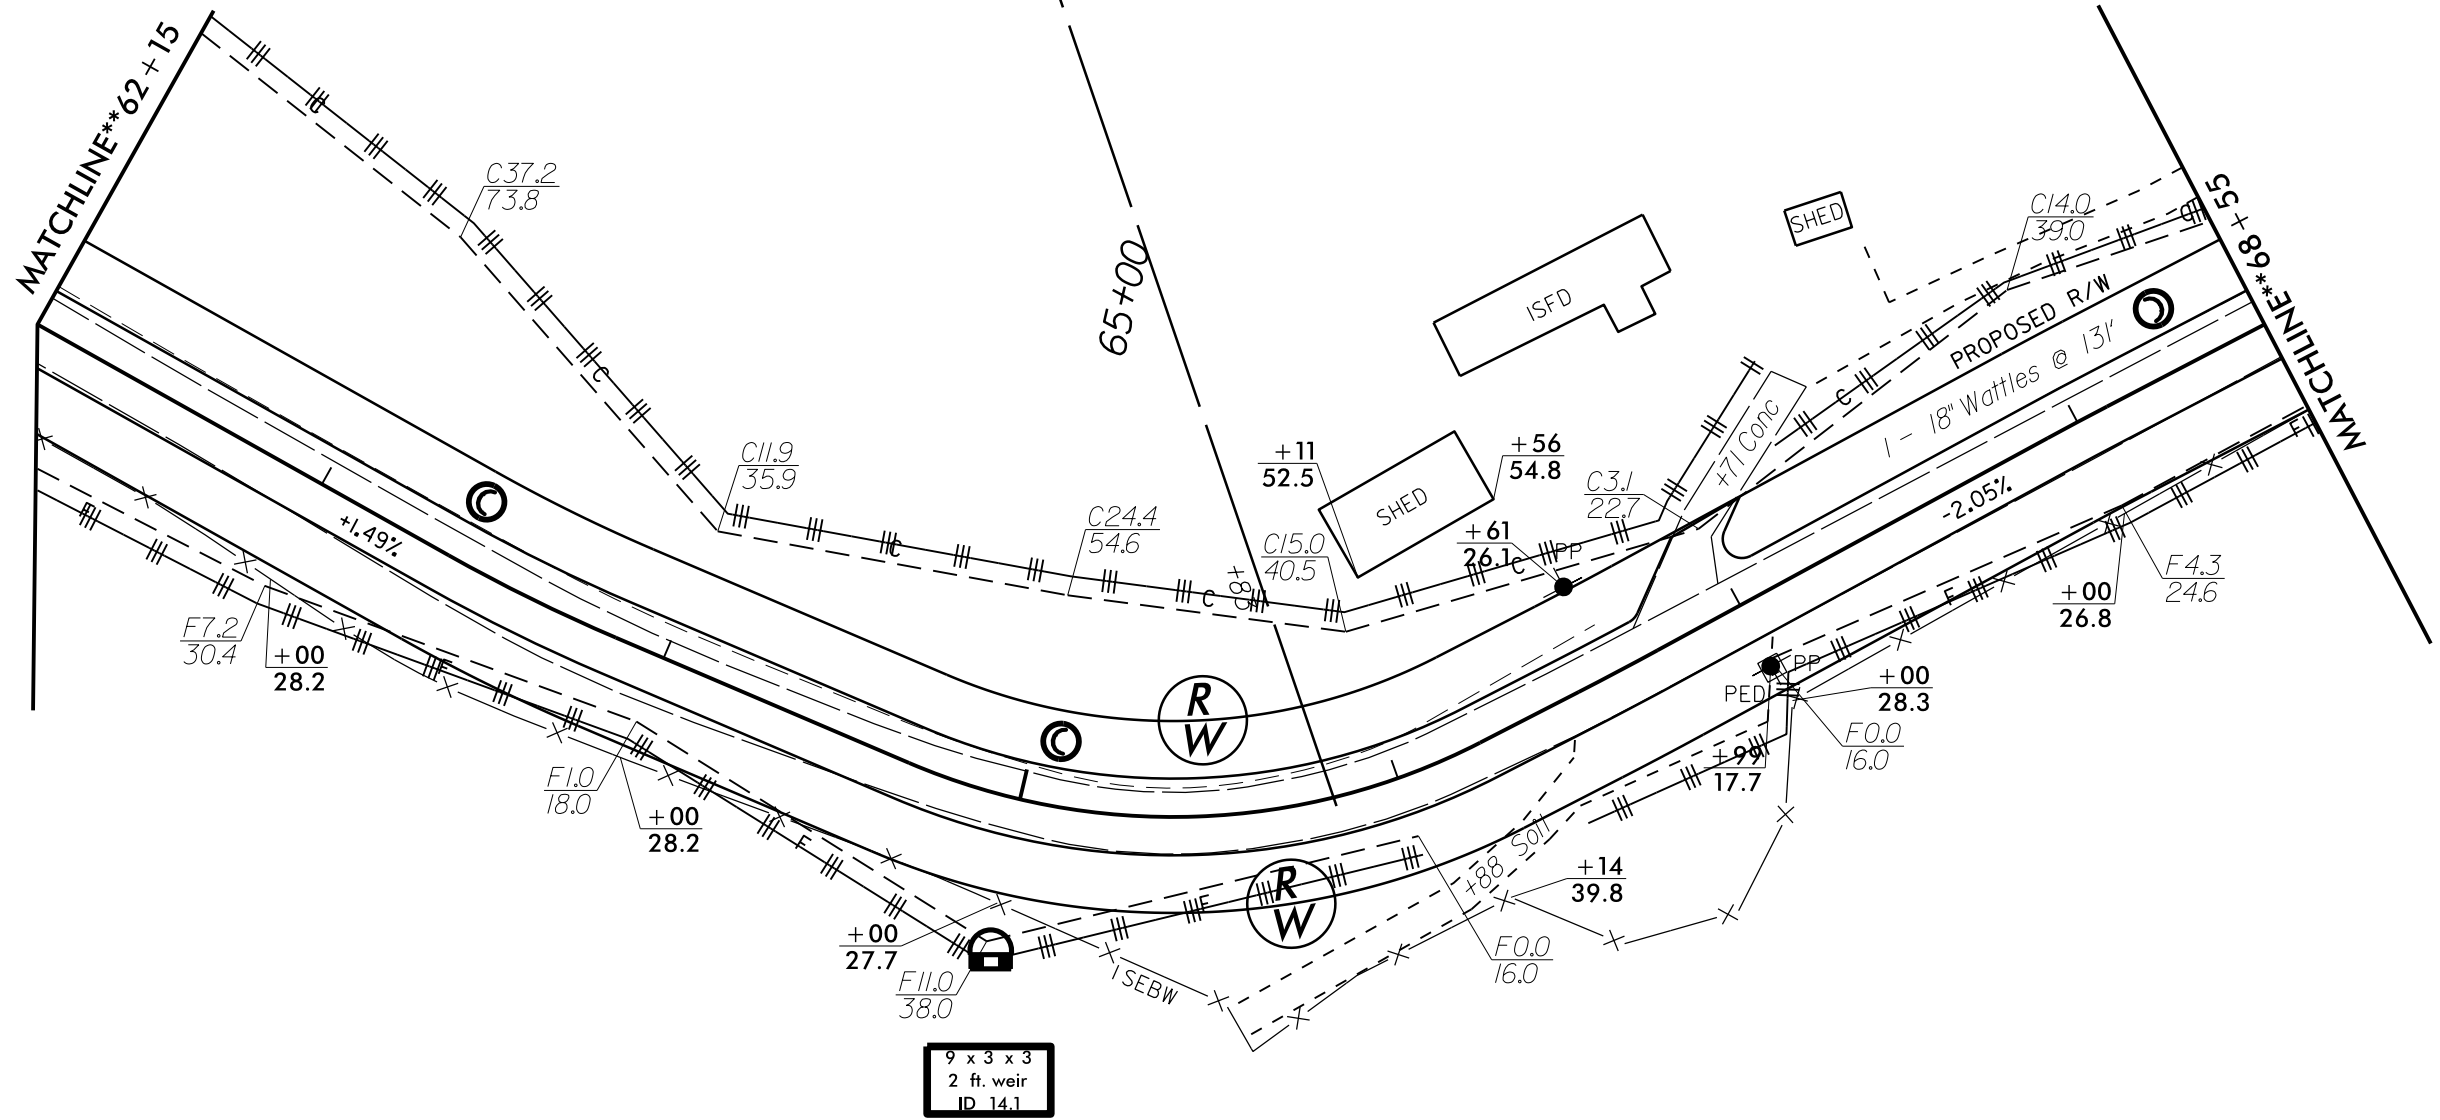 MATCHLINE**62+15
C37.2
73.8
65+00
SHED
ISFD
C14.0
39.0
MATCHLINE**68+55
PROPOSED R/W
1 - 18" Wattles @ 131'
C
C
C
C
C
C
C11.9
35.9
+1.49%
C24.4
54.6
+11
52.5
+56
54.8
SHED
C3.1
22.7
+71 Conc
C15.0
40.5
+61
26.1
PP
-2.05%
F
F
F
F
F
F
F7.2
30.4
+00
28.2
F4.3
24.6
+00
26.8
PP
PED
+00
28.3
F0.0
16.0
+99
17.7
R
W
F1.0
18.0
+00
28.2
+88 Soil
+14
39.8
R
W
+00
27.7
F11.0
38.0
1SEBW
F0.0
16.0
9 x 3 x 3
2 ft. weir
ID 14.1